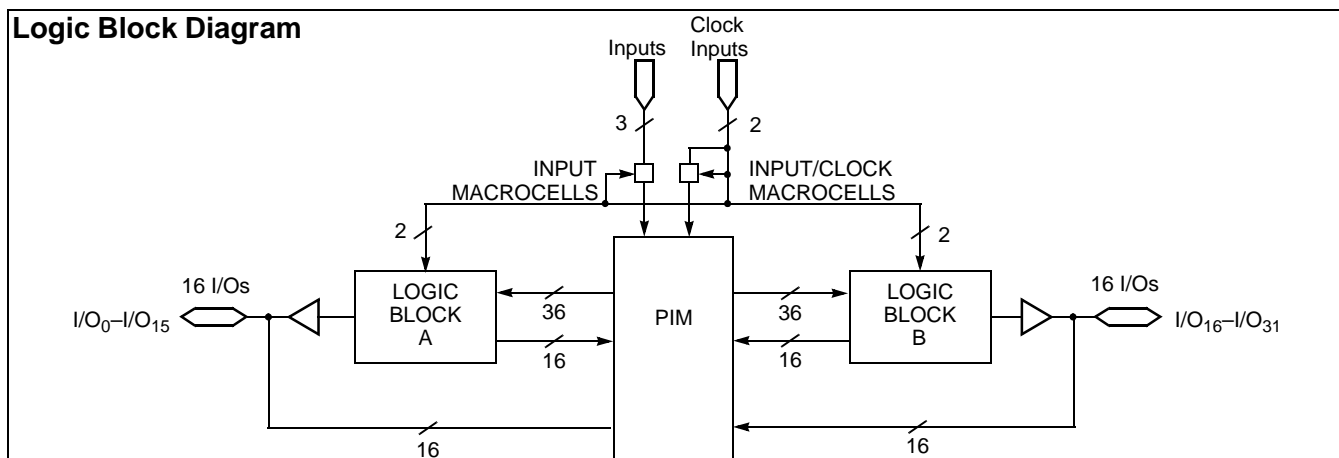 Logic Block Diagram
Inputs
Clock
Inputs
3
2
INPUT
MACROCELLS
INPUT/CLOCK
MACROCELLS
2
2
16 I/Os
I/O0–I/O15
LOGIC
BLOCK
A
36
16
PIM
36
16
LOGIC
BLOCK
B
16 I/Os
I/O16–I/O31
16
16